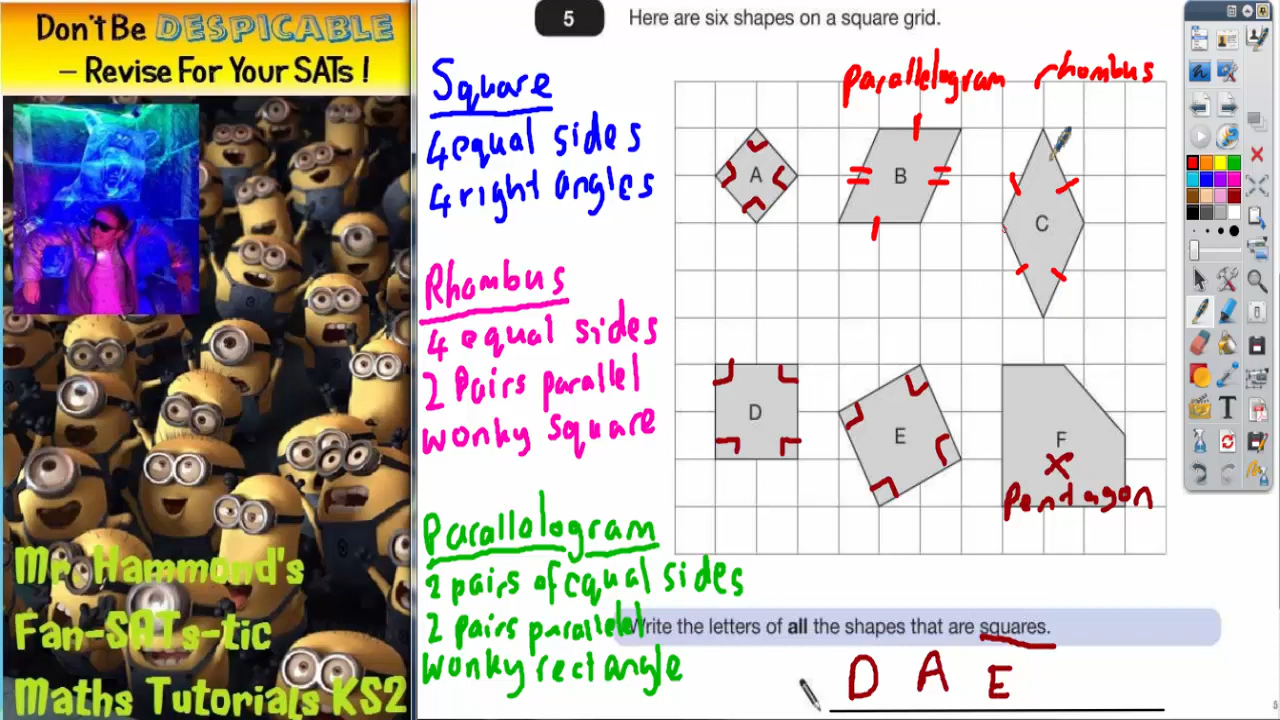 Don't Be DESPICABLE
– Revise For Your SATs !
Mr. Hammond's
Fan-SATs-tic
Maths Tutorials KS2
5 Here are six shapes on a square grid.
Square
4 equal sides
4 right angles
Rhombus
4 equal sides
2 Pairs parallel
wonky square
Parallologram
2 pairs of equal sides
2 pairs parallel
wonky rectangle
parallelogram rhombus
A B C
D E F
X
Pentagon
Write the letters of all the shapes that are squares.
D A E
T
5